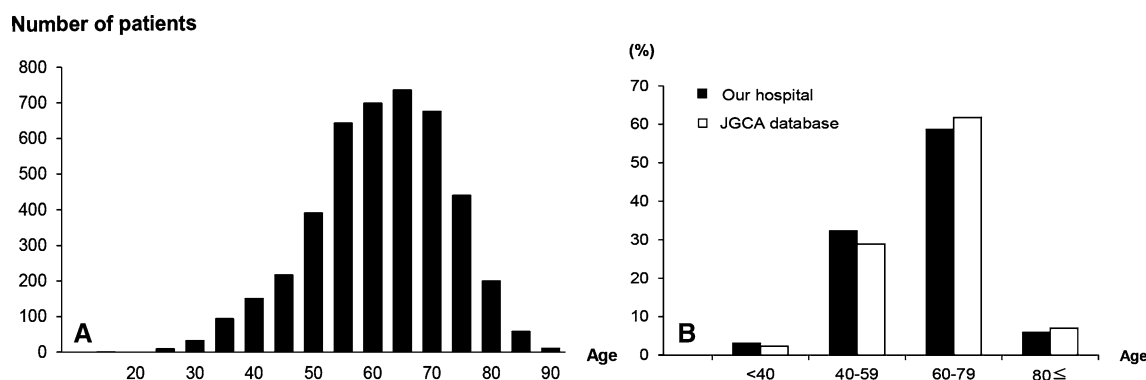 Number of patients
800
700
600
500
400
300
200
100
0
A
20 30 40 50 60 70 80 90
Age
(%)
70
60
50
40
30
20
10
0
Our hospital
JGCA database
B
<40 40-59 60-79 80≤
Age